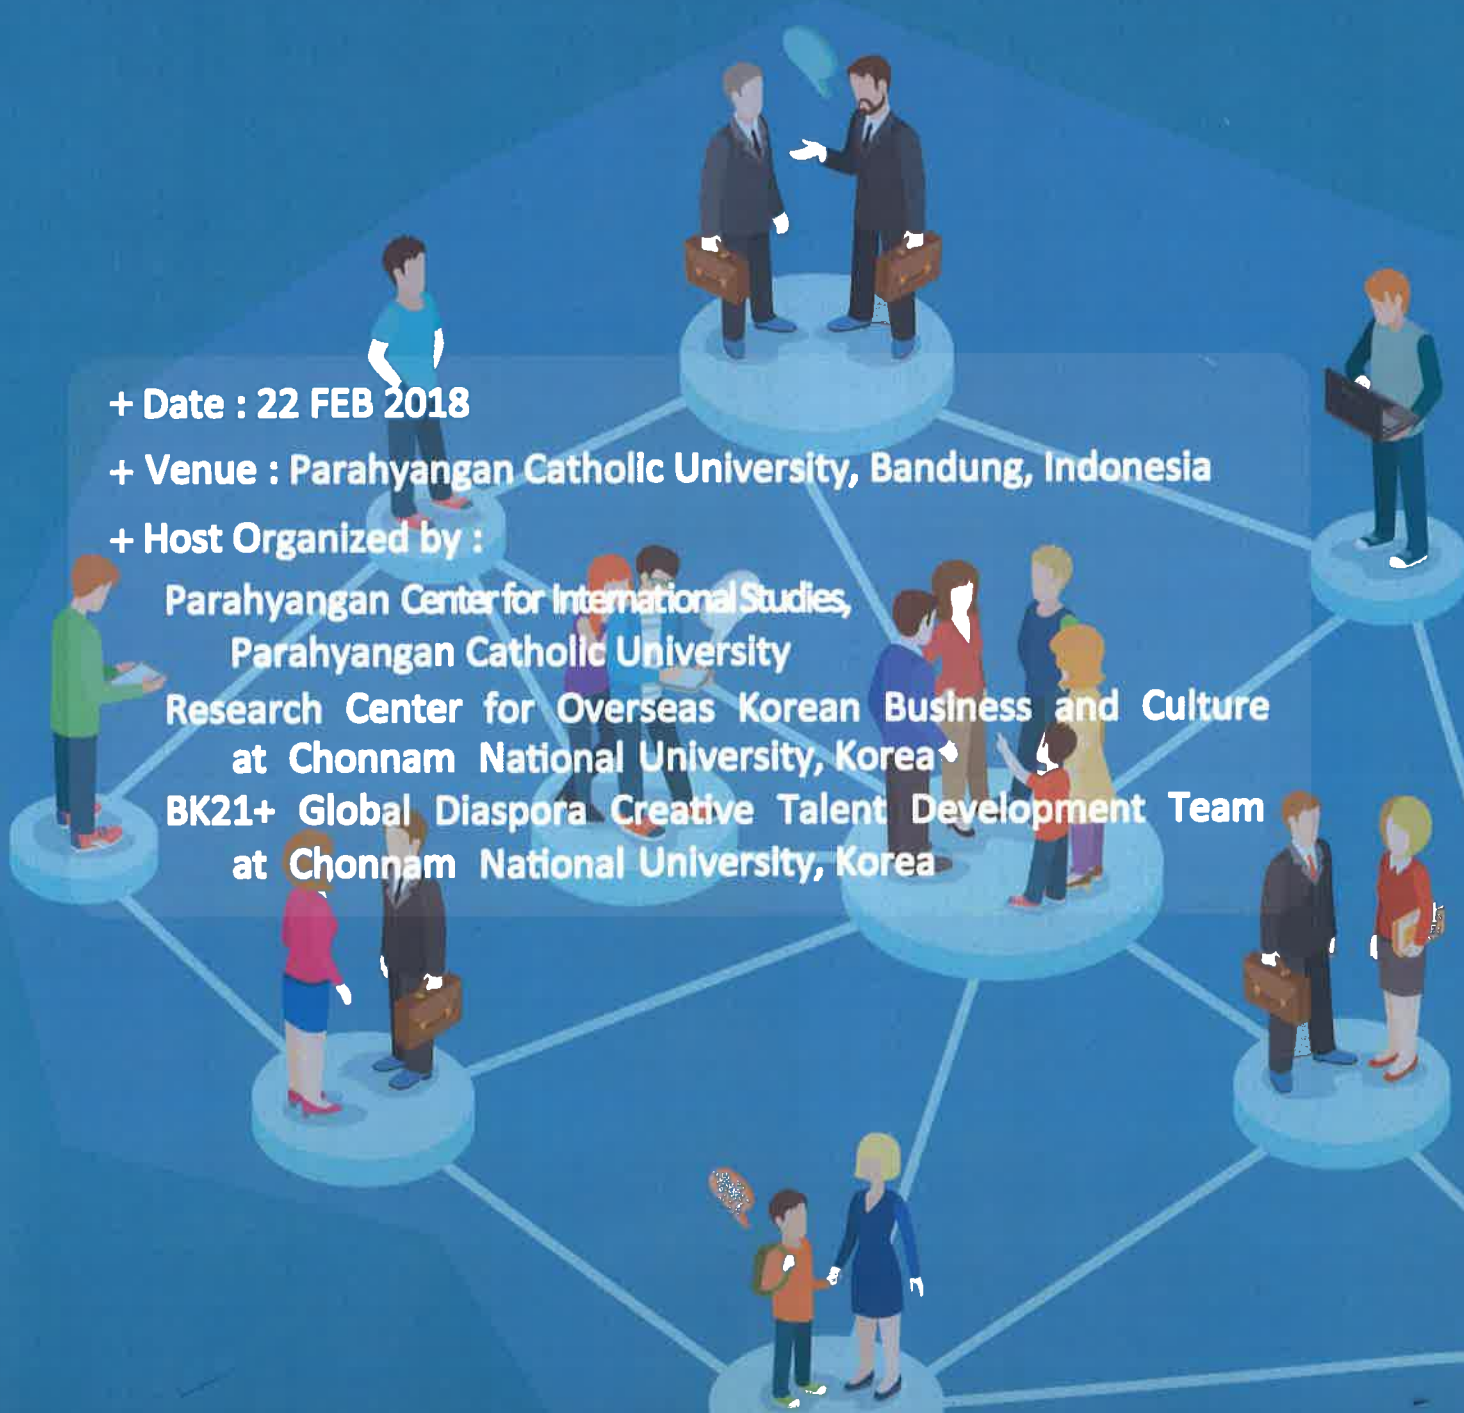 + Date : 22 FEB 2018
+ Venue : Parahyangan Catholic University, Bandung, Indonesia
+ Host Organized by :
Parahyangan Center for International Studies,
Parahyangan Catholic University
Research Center for Overseas Korean Business and Culture
at Chonnam National University, Korea
BK21+ Global Diaspora Creative Talent Development Team
at Chonnam National University, Korea